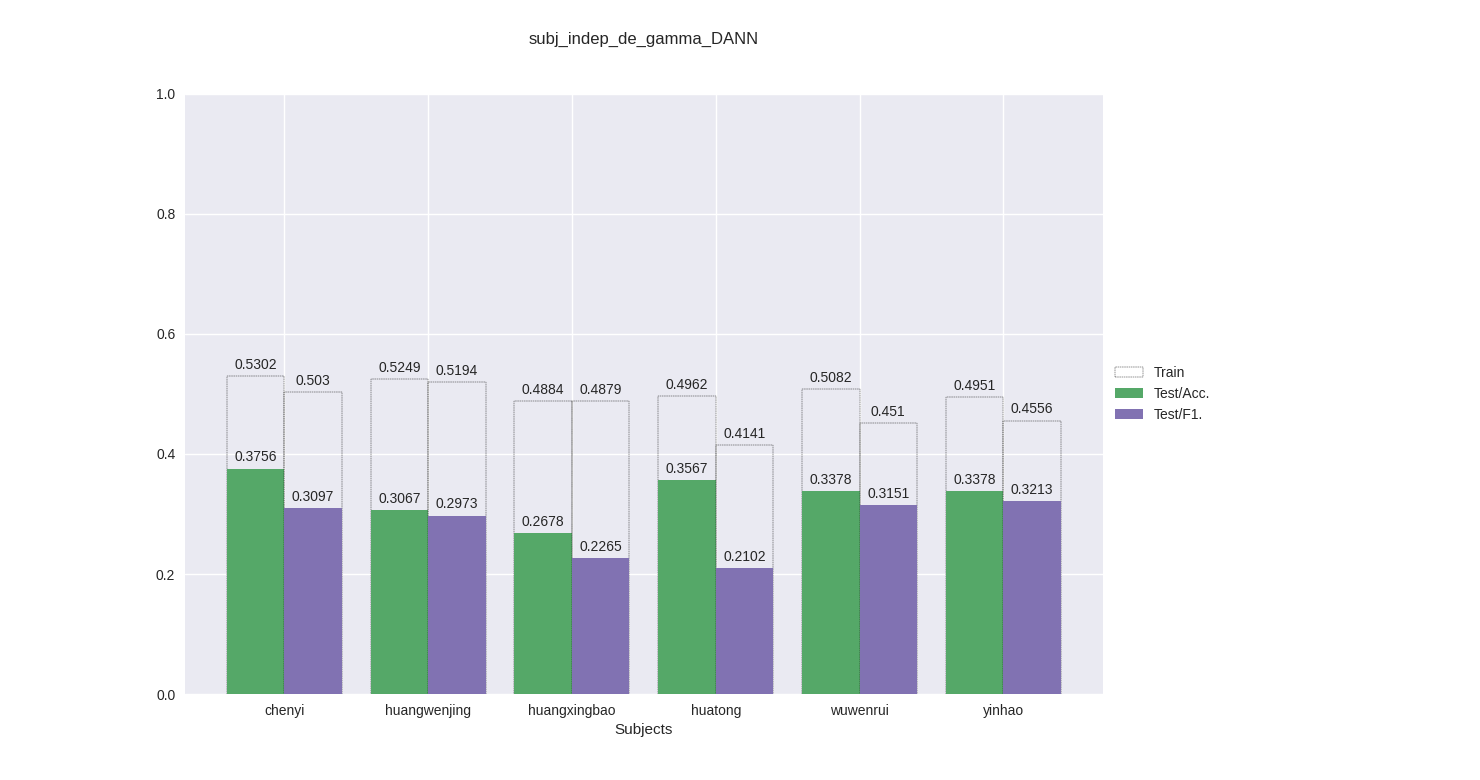 subj_indep_de_gamma_DANN
1.0
0.8
0.6
0.4
0.2
0.0
0.5302
0.503
0.5249
0.5194
0.4884
0.4879
0.4962
0.4141
0.5082
0.451
0.4951
0.4556
0.3756
0.3097
0.3067
0.2973
0.2678
0.2265
0.3567
0.2102
0.3378
0.3151
0.3378
0.3213
chenyi
huangwenjing
huangxingbao
huatong
wuwenrui
yinhao
Subjects
Train
Test/Acc.
Test/F1.